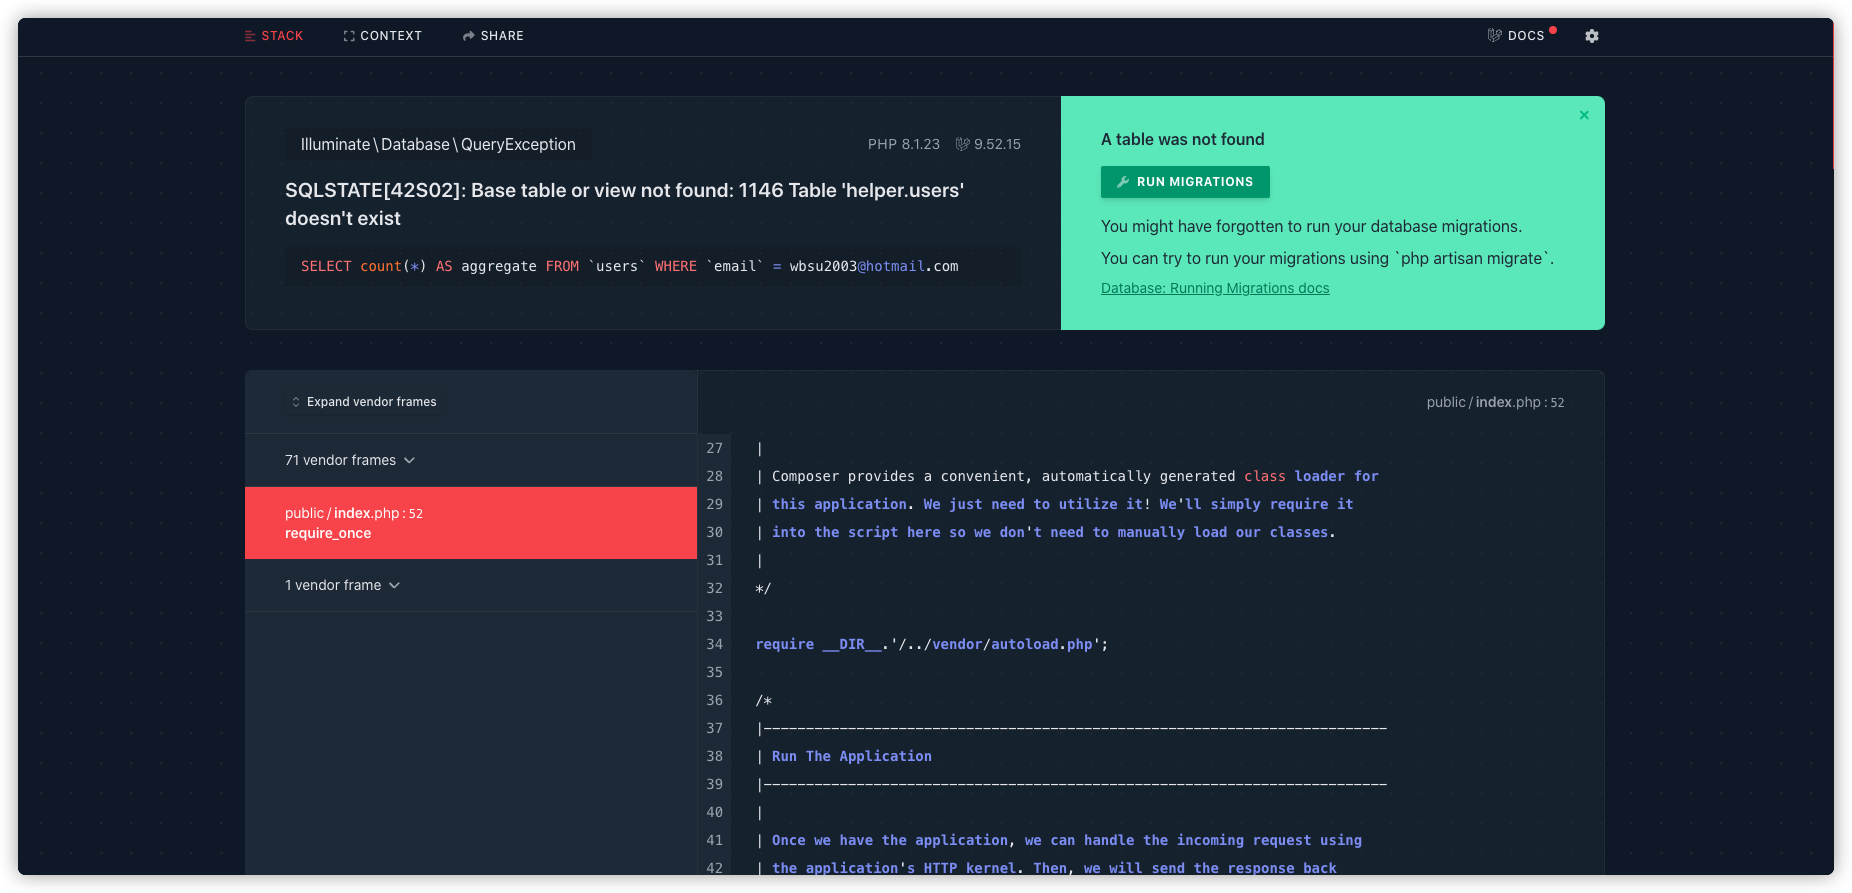 STACK
CONTEXT
SHARE
DOCS
Illuminate\Database\QueryException
PHP 8.1.23
9.52.15
SQLSTATE[42S02]: Base table or view not found: 1146 Table 'helper.users'
doesn't exist
SELECT count(*) AS aggregate FROM `users` WHERE `email` = wbsu2003@hotmail.com
A table was not found
RUN MIGRATIONS
You might have forgotten to run your database migrations.
You can try to run your migrations using `php artisan migrate`.
Database: Running Migrations docs
Expand vendor frames
71 vendor frames
public/index.php:52
require_once
1 vendor frame
public/index.php:52
27 |
28 | Composer provides a convenient, automatically generated class loader for
29 | this application. We just need to utilize it! We'll simply require it
30 | into the script here so we don't need to manually load our classes.
31 |
32 */
33
34 require __DIR__.'/../vendor/autoload.php';
35
36 /*
37 |--------------------------------------------------------------------------
38 | Run The Application
39 |--------------------------------------------------------------------------
40 |
41 | Once we have the application, we can handle the incoming request using
42 | the application's HTTP kernel. Then, we will send the response back